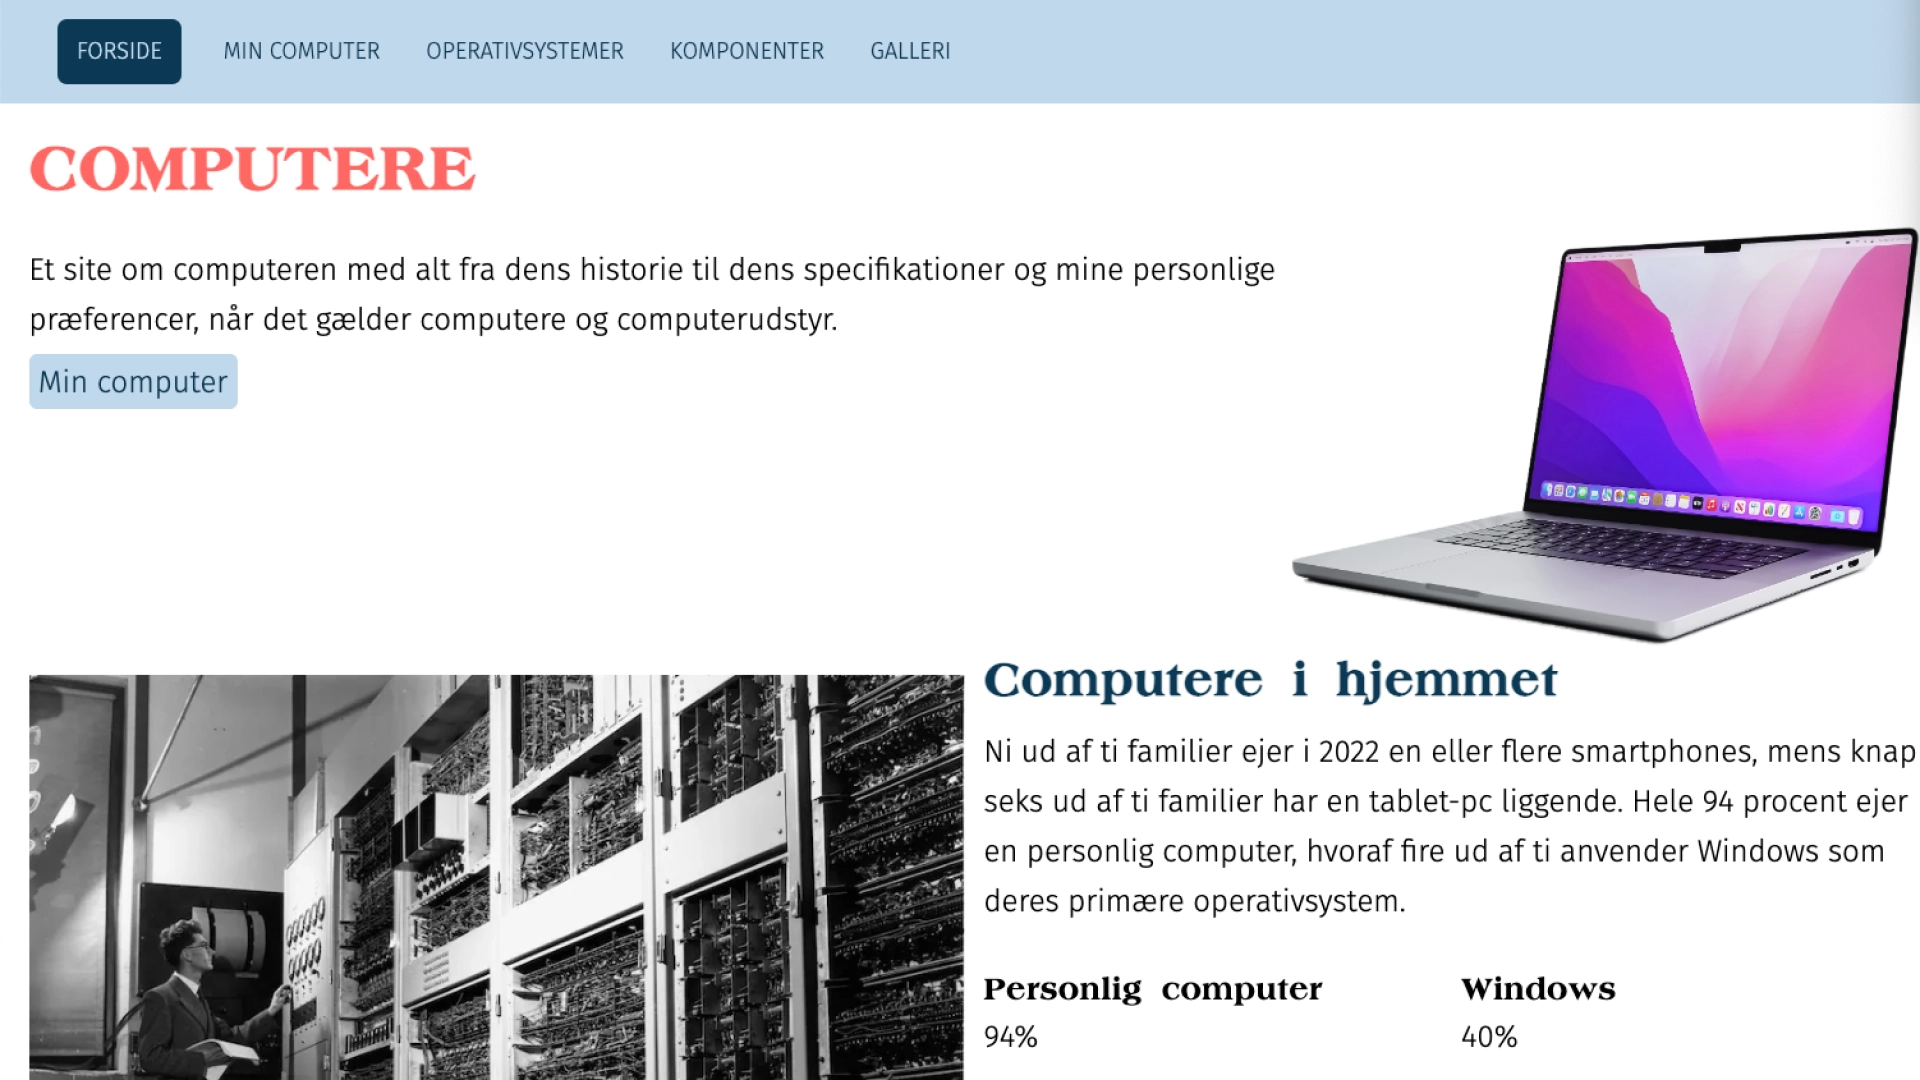 FORSIDE MIN COMPUTER OPERATIVSYSTEMER KOMPONENTER GALLERI
COMPUTERE
Et site om computeren med alt fra dens historie til dens specifikationer og mine personlige
præferencer, når det gælder computere og computerudstyr.
Min computer
Computere i hjemmet
Ni ud af ti familier ejer i 2022 en eller flere smartphones, mens knap
seks ud af ti familier har en tablet-pc liggende. Hele 94 procent ejer
en personlig computer, hvoraf fire ud af ti anvender Windows som
deres primære operativsystem.
Personlig computer
94%
Windows
40%